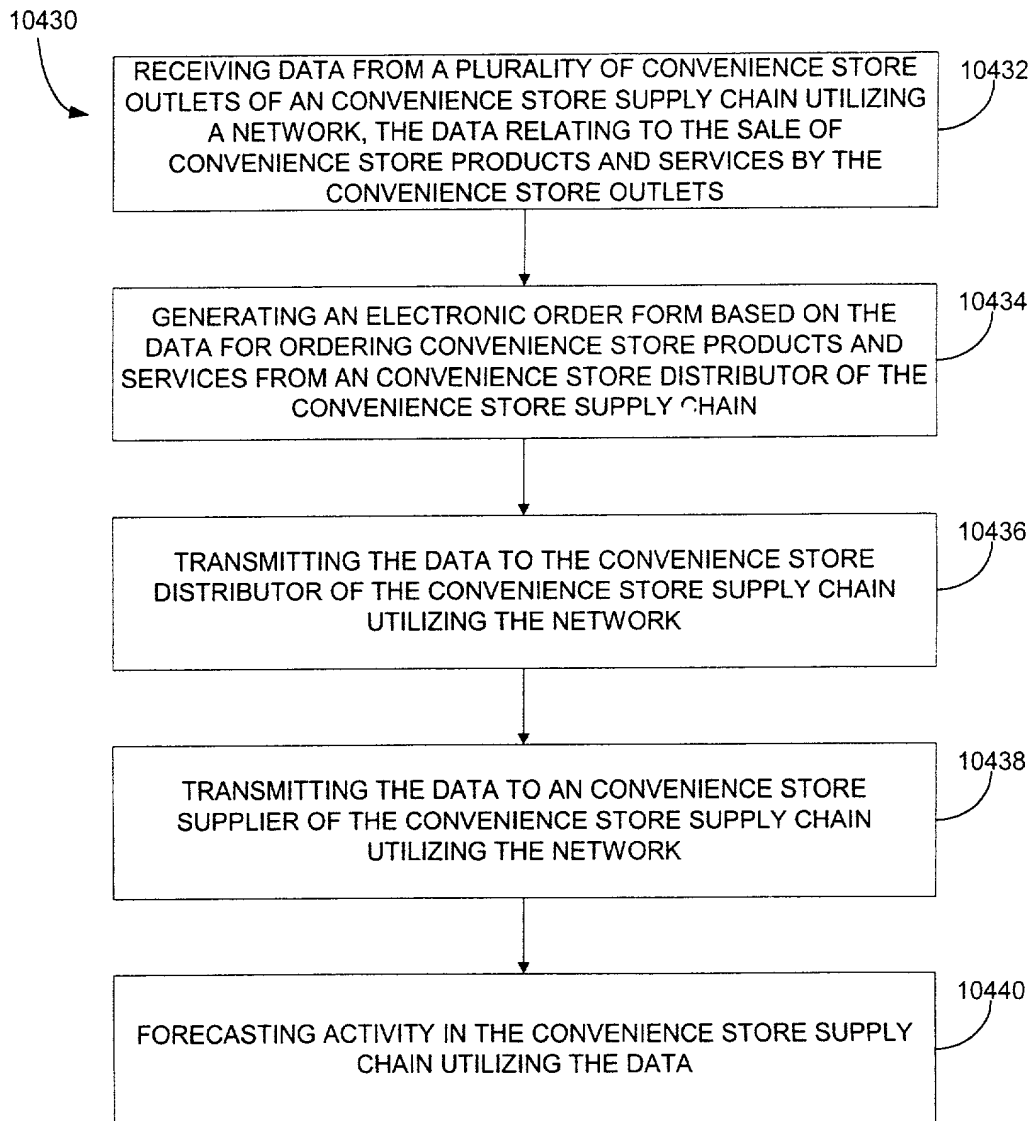 10430
RECEIVING DATA FROM A PLURALITY OF CONVENIENCE STORE
OUTLETS OF AN CONVENIENCE STORE SUPPLY CHAIN UTILIZING
A NETWORK, THE DATA RELATING TO THE SALE OF
CONVENIENCE STORE PRODUCTS AND SERVICES BY THE
CONVENIENCE STORE OUTLETS
10432
GENERATING AN ELECTRONIC ORDER FORM BASED ON THE
DATA FOR ORDERING CONVENIENCE STORE PRODUCTS AND
SERVICES FROM AN CONVENIENCE STORE DISTRIBUTOR OF THE
CONVENIENCE STORE SUPPLY CHAIN
10434
TRANSMITTING THE DATA TO THE CONVENIENCE STORE
DISTRIBUTOR OF THE CONVENIENCE STORE SUPPLY CHAIN
UTILIZING THE NETWORK
10436
TRANSMITTING THE DATA TO AN CONVENIENCE STORE
SUPPLIER OF THE CONVENIENCE STORE SUPPLY CHAIN
UTILIZING THE NETWORK
10438
FORECASTING ACTIVITY IN THE CONVENIENCE STORE SUPPLY
CHAIN UTILIZING THE DATA
10440